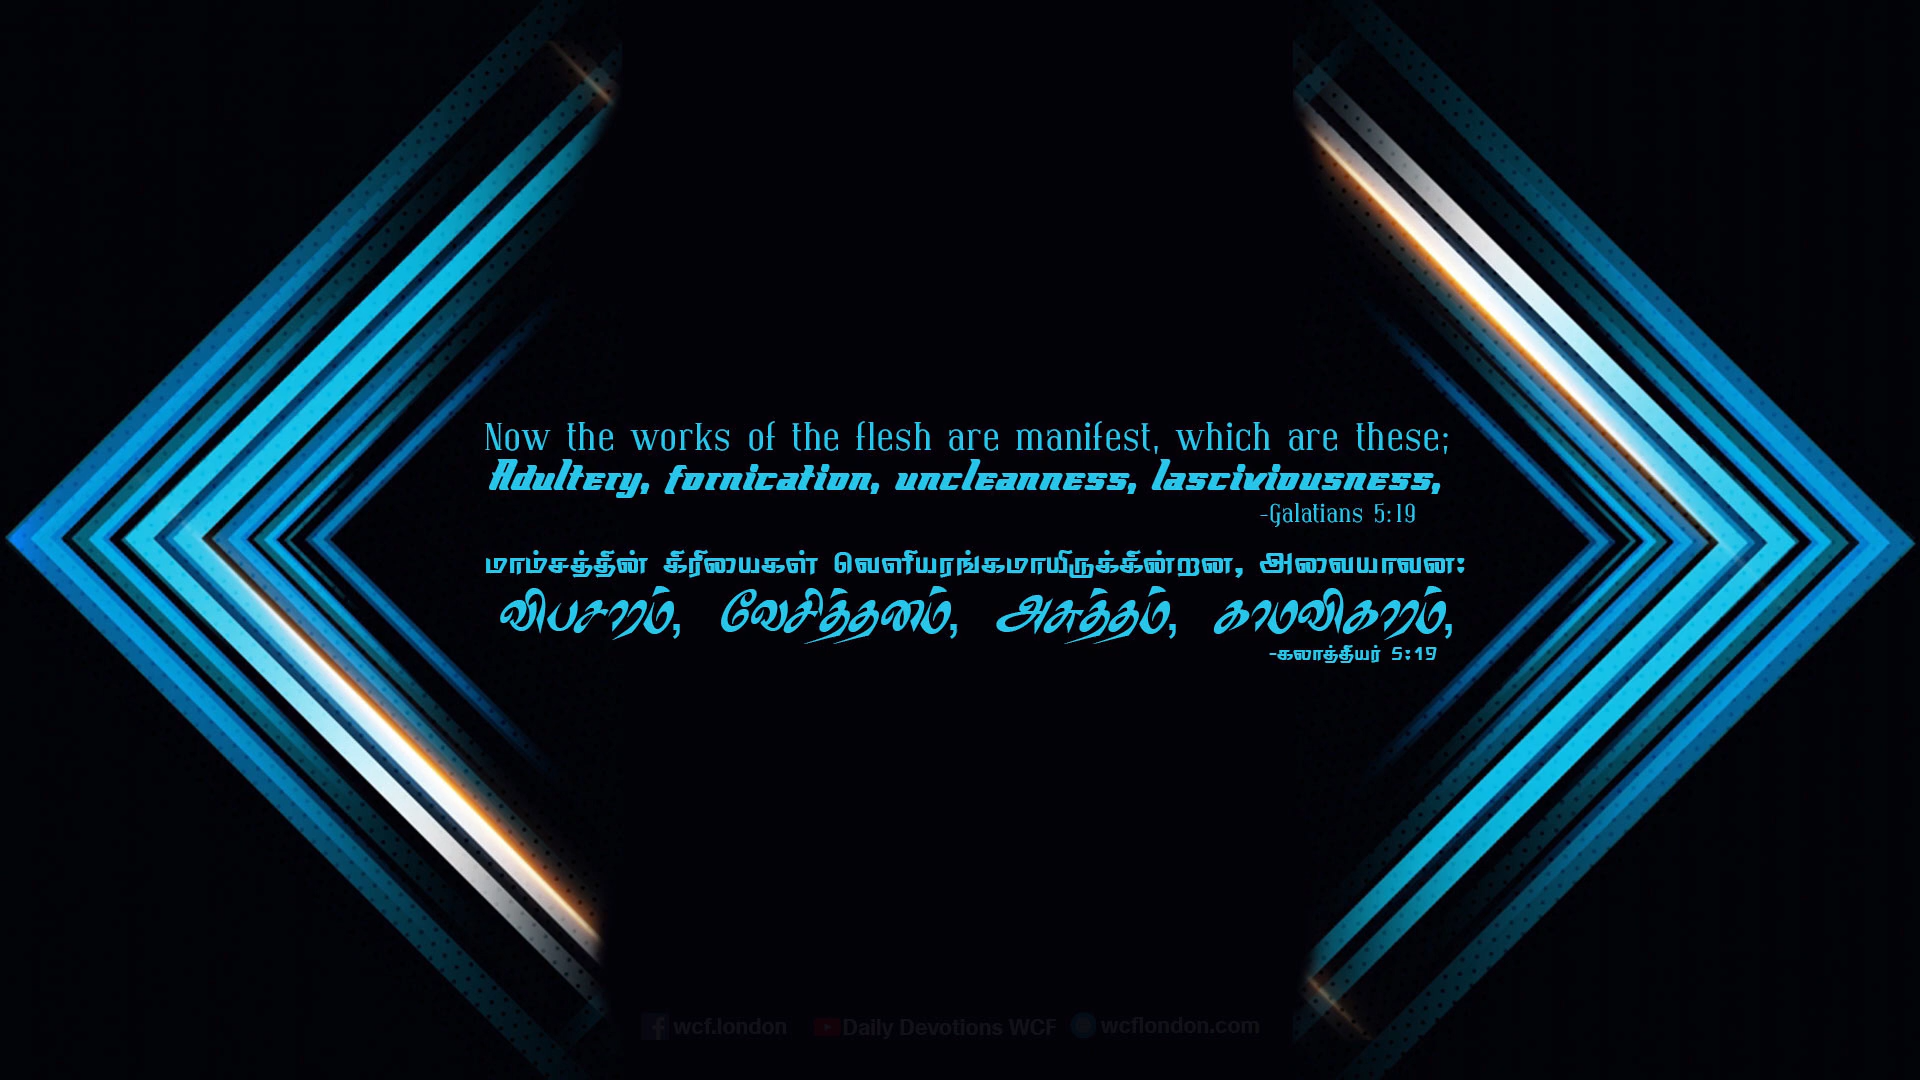 Now the works of the flesh are manifest, which are these;
Adultery, fornication, uncleanness, lasciviousness,
-Galatians 5:19
மாம்சத்தின் கிரியைகள் வெளியரங்கமாயிருக்கின்றன, அவையாவன:
விபசாரம், வேசித்தனம், அசுத்தம், காமவிகாரம்,
-கலாத்தியர் 5:19
wcf.london Daily Devotions WCF wcflondon.com